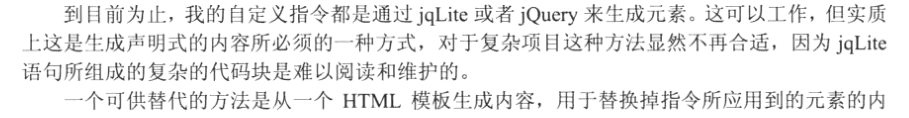 到目前为止，我的自定义指令都是通过 jqLite 或者 jQuery 来生成元素。这可以工作，但实质
上这是生成声明式的内容所必须的一种方式，对于复杂项目这种方法显然不再合适，因为 jqLite
语句所组成的复杂的代码块是难以阅读和维护的。
一个可供替代的方法是从一个 HTML 模板生成内容，用于替换掉指令所应用到的元素的内